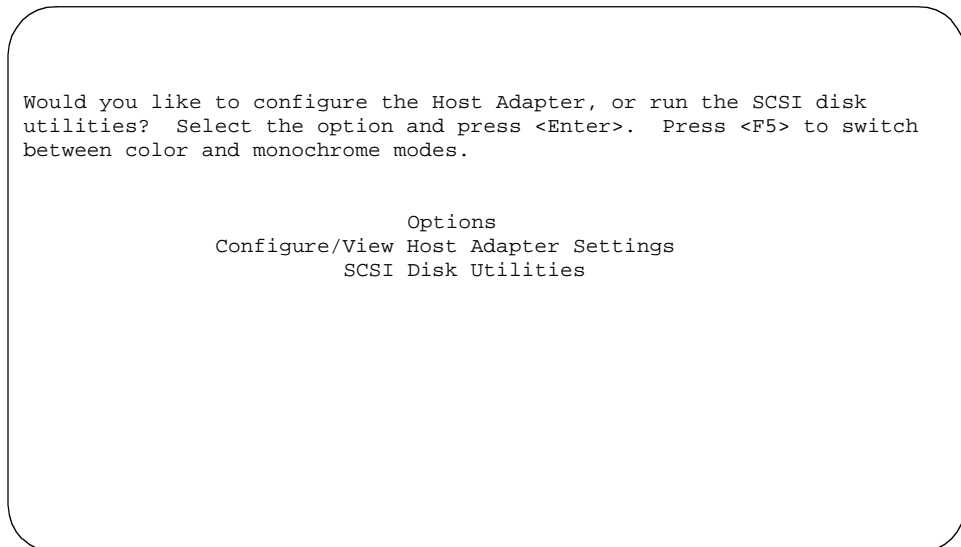 Would you like to configure the Host Adapter, or run the SCSI disk
utilities?  Select the option and press <Enter>.  Press <F5> to switch
between color and monochrome modes.
Options
Configure/View Host Adapter Settings
SCSI Disk Utilities